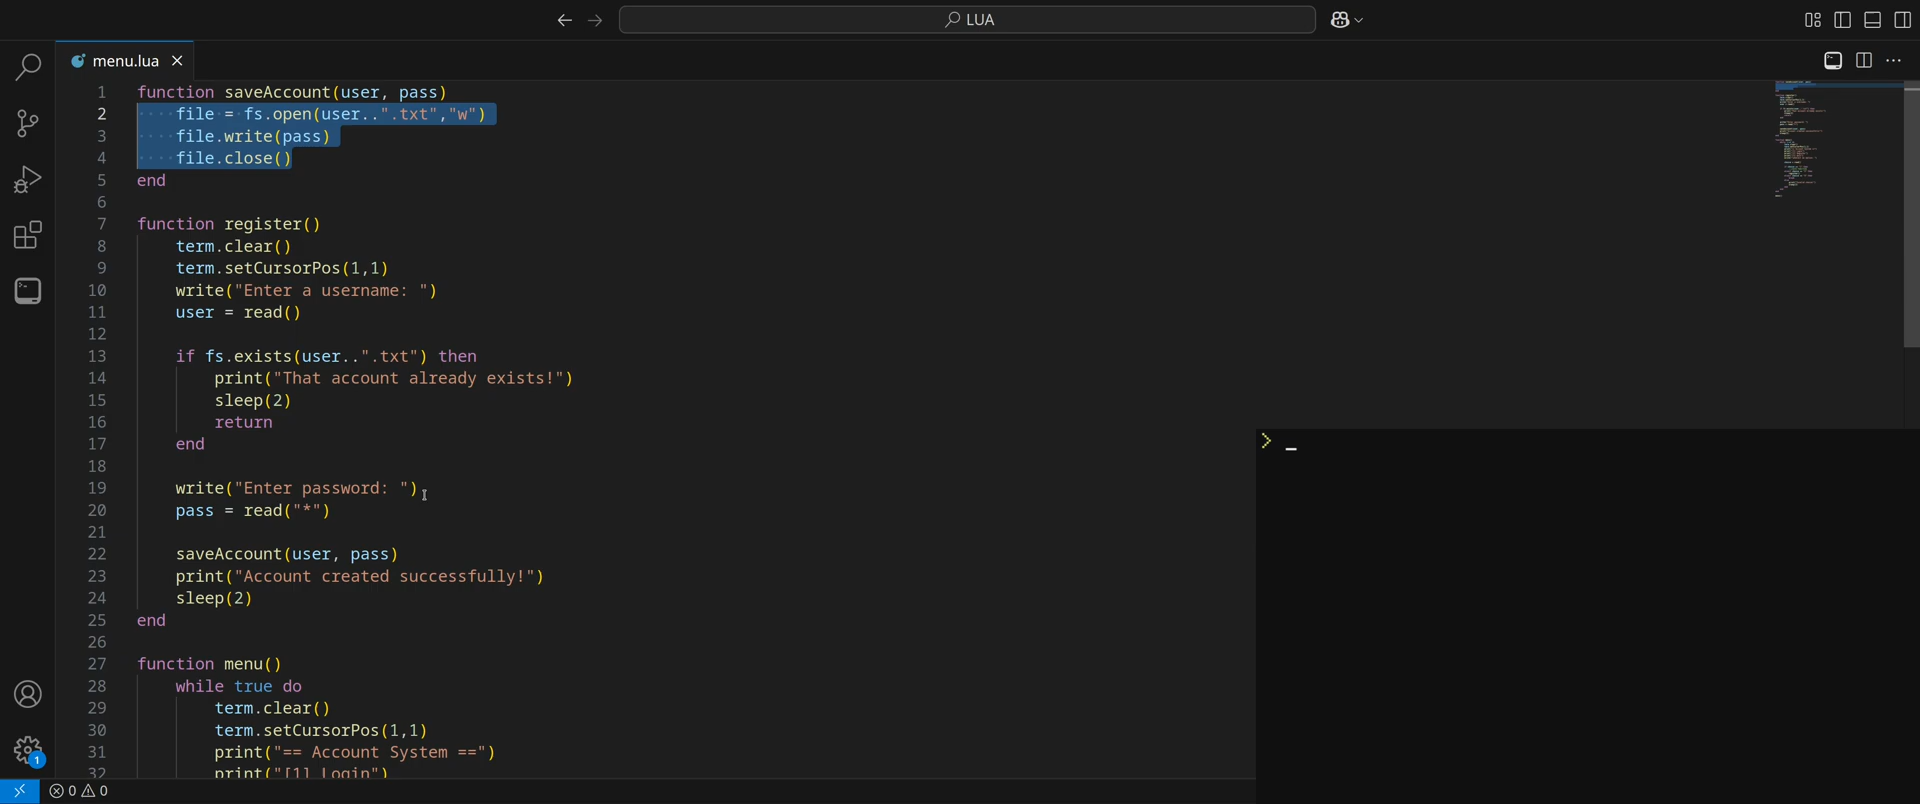 LUA
menu.lua
1 function saveAccount(user, pass)
2 file = fs.open(user..".txt","w")
3 file.write(pass)
4 file.close()
5 end
6
7 function register()
8 term.clear()
9 term.setCursorPos(1,1)
10 write("Enter a username: ")
11 user = read()
12
13 if fs.exists(user..".txt") then
14 print("That account already exists!")
15 sleep(2)
16 return
17 end
18
19 write("Enter password: ")
20 pass = read("*")
21
22 saveAccount(user, pass)
23 print("Account created successfully!")
24 sleep(2)
25 end
26
27 function menu()
28 while true do
29 term.clear()
30 term.setCursorPos(1,1)
31 print("== Account System ==")
32 print("[1] Login")
> _
1
0 0